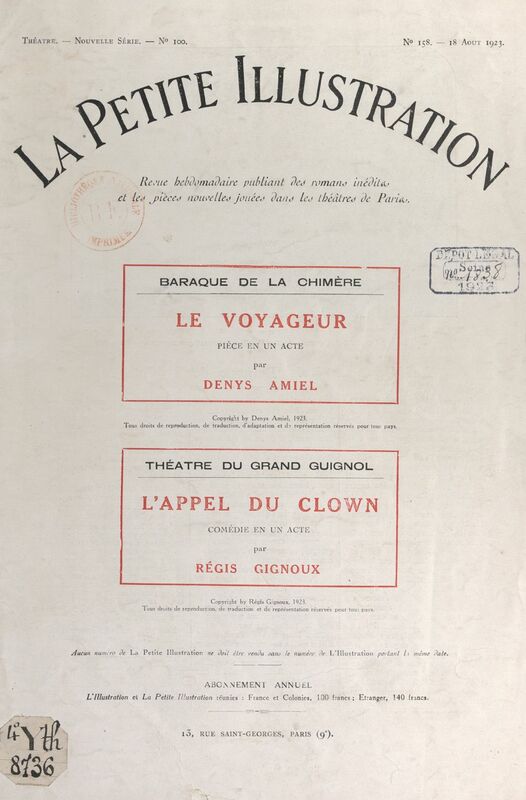 THÉATRE. — NOUVELLE SÉRIE. — No 100.
No 158. — 18 AOUT 1923.
LA PETITE ILLUSTRATION
Revue hebdomadaire publiant des romans inédits
et les pièces nouvelles jouées dans les théâtres de Paris.
IMPRIMÉS
DÉPOT LÉGAL
Seine
1923
BARAQUE DE LA CHIMÈRE
LE VOYAGEUR
PIÈCE EN UN ACTE
par
DENYS AMIEL
Copyright by Denys Amiel, 1923.
Tous droits de reproduction, de traduction, d'adaptation et de représentation réservés pour tous pays.
THÉATRE DU GRAND GUIGNOL
L'APPEL DU CLOWN
COMÉDIE EN UN ACTE
par
RÉGIS GIGNOUX
Copyright by Régis Gignoux, 1923.
Tous droits de reproduction, de traduction et de représentation réservés pour tous pays.
Aucun numéro de La Petite Illustration ne doit être vendu sans le numéro de L'Illustration portant la même date.
ABONNEMENT ANNUEL
L'Illustration et La Petite Illustration réunies : France et Colonies, 100 francs ; Etranger, 140 francs.
13, RUE SAINT-GEORGES, PARIS (9e).
4o Yth
8736